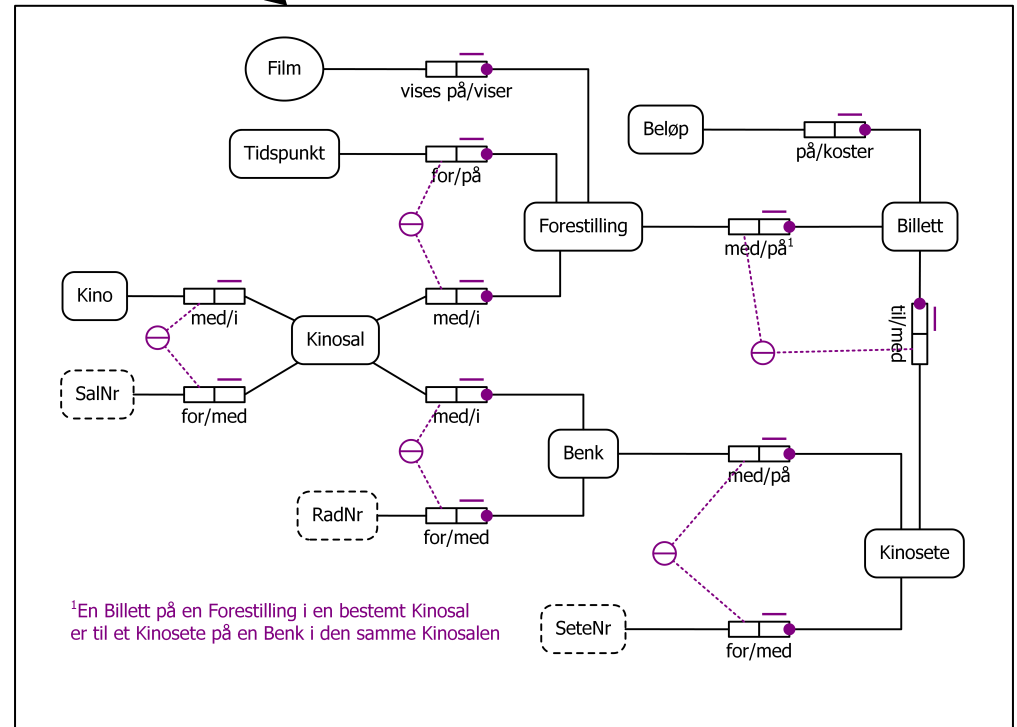 Film
vises på/viser
Beløp
på/koster
Tidspunkt
for/på
Forestilling
med/på¹
Billett
Kino
med/i
med/i
til/med
Kinosal
SalNr
for/med
med/i
Benk
med/på
RadNr
for/med
Kinosete
¹En Billett på en Forestilling i en bestemt Kinosal
er til et Kinosete på en Benk i den samme Kinosalen
SeteNr
for/med